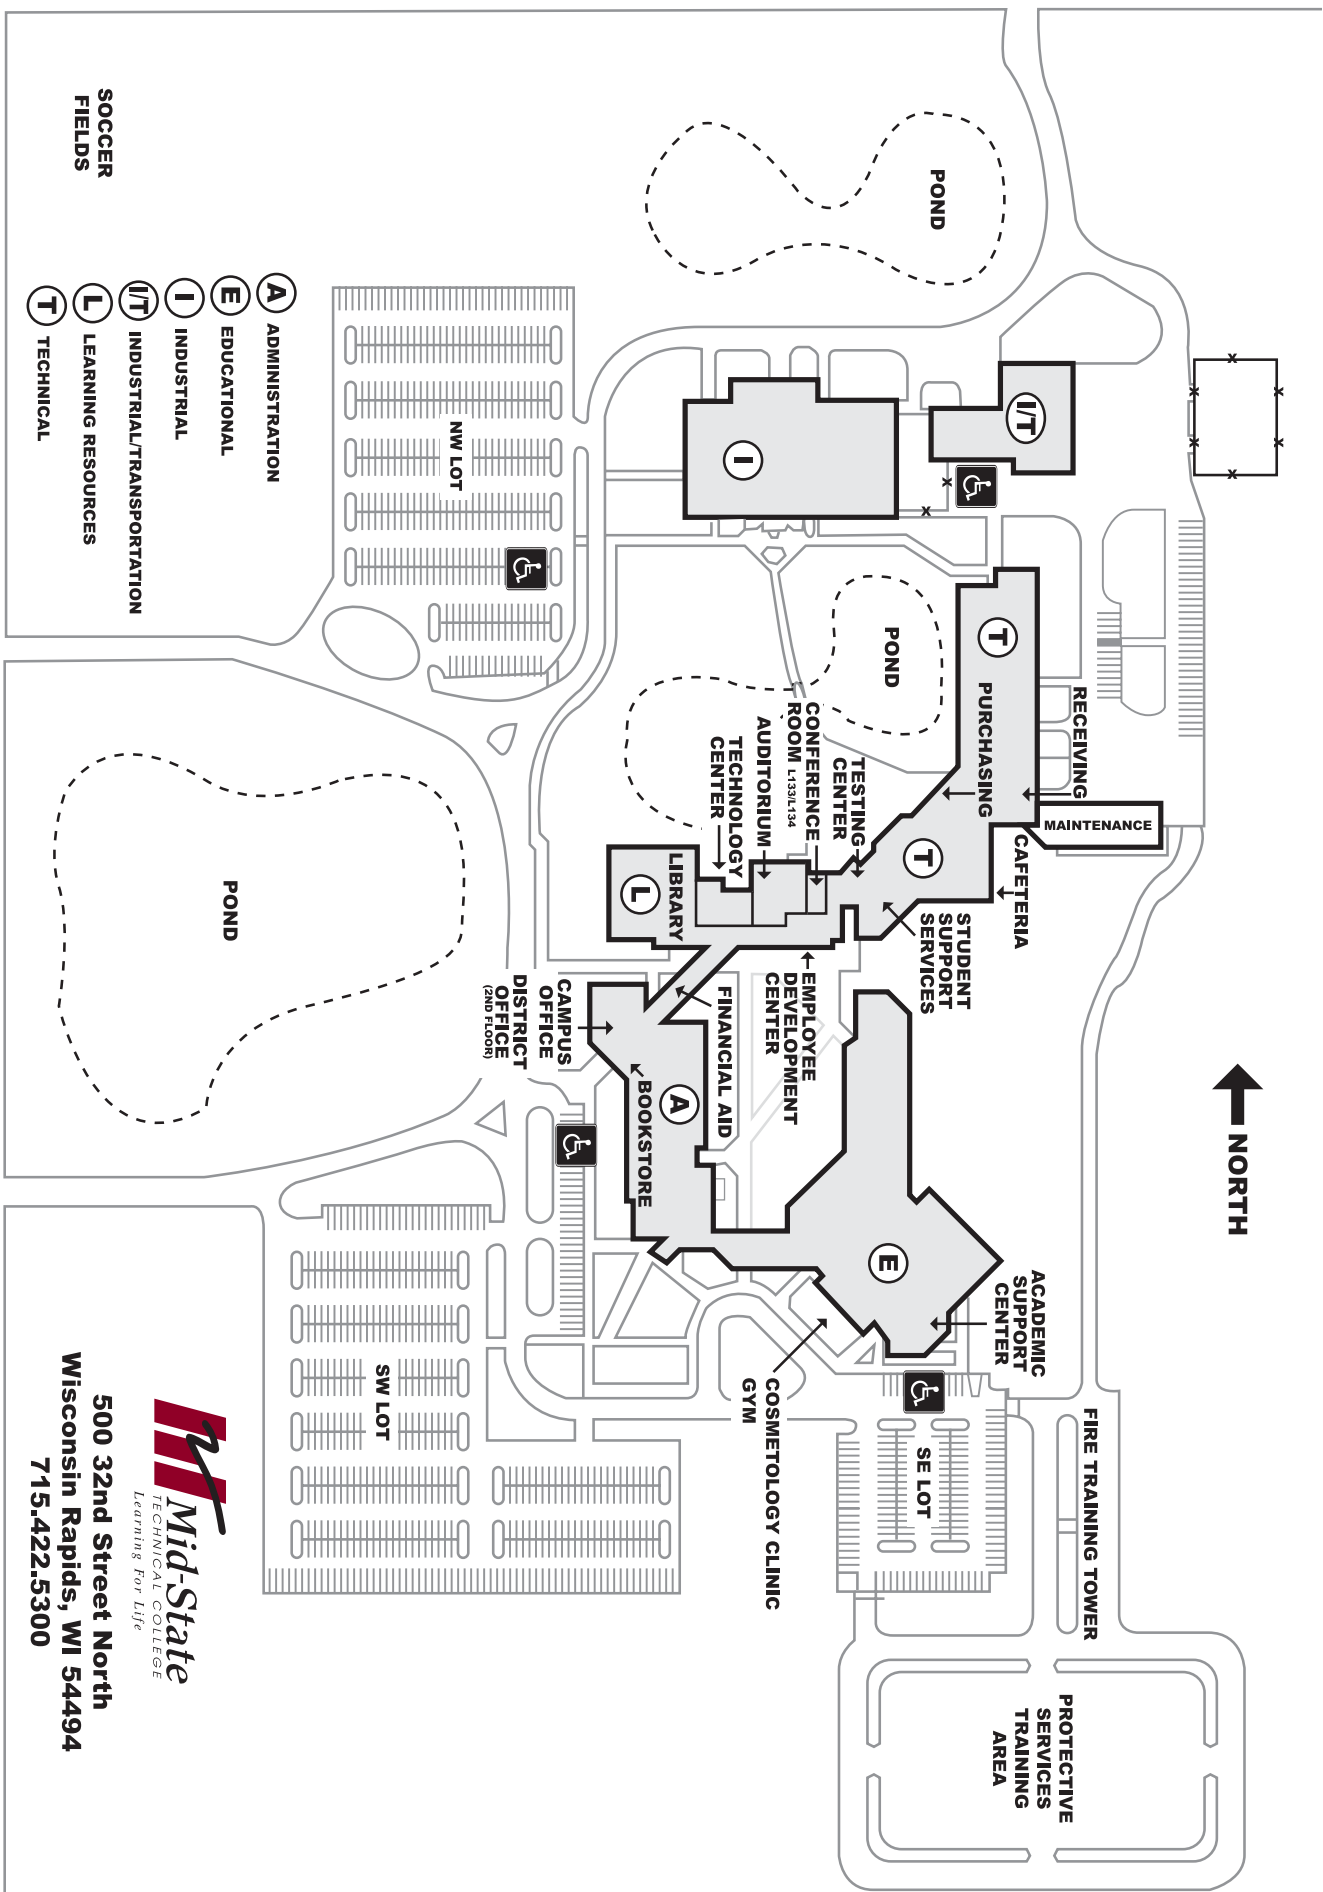 SOCCER
FIELDS
A ADMINISTRATION
E EDUCATIONAL
I INDUSTRIAL
I/T INDUSTRIAL/TRANSPORTATION
L LEARNING RESOURCES
T TECHNICAL
POND
NW LOT
I
I/T
T
POND
PURCHASING
RECEIVING
MAINTENANCE
CAFETERIA
T
TESTING
CENTER
CONFERENCE
ROOM L133/L134
AUDITORIUM
TECHNOLOGY
CENTER
LIBRARY
L
STUDENT
SUPPORT
SERVICES
EMPLOYEE
DEVELOPMENT
CENTER
FINANCIAL AID
CAMPUS
OFFICE
DISTRICT
OFFICE
(2ND FLOOR)
BOOKSTORE
A
POND
NORTH
E
ACADEMIC
SUPPORT
CENTER
COSMETOLOGY CLINIC
GYM
SW LOT
SE LOT
FIRE TRAINING TOWER
PROTECTIVE
SERVICES
TRAINING
AREA
Mid-State
TECHNICAL COLLEGE
Learning For Life
500 32nd Street North
Wisconsin Rapids, WI 54494
715.422.5300